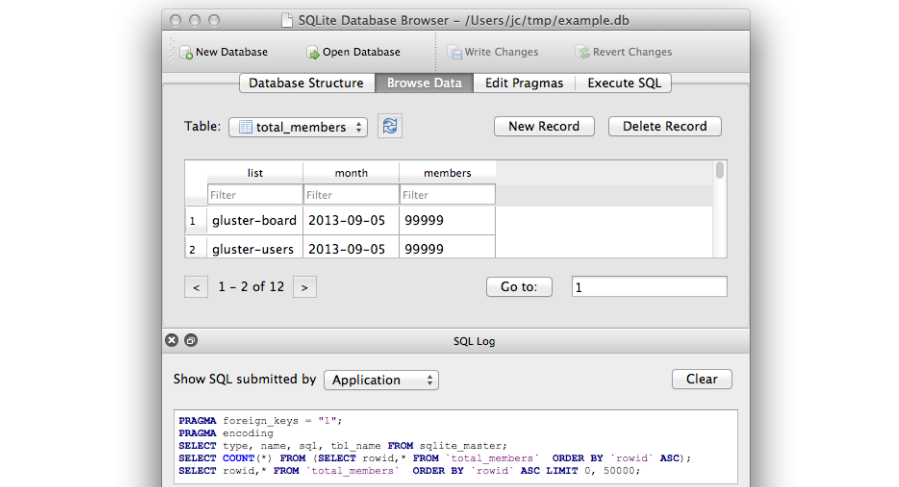 SQLite Database Browser - /Users/jc/tmp/example.db
New Database Open Database Write Changes Revert Changes
Database Structure Browse Data Edit Pragmas Execute SQL
Table: total_members New Record Delete Record
list month members
Filter Filter Filter
1 gluster-board 2013-09-05 99999
2 gluster-users 2013-09-05 99999
< 1 - 2 of 12 > Go to: 1
SQL Log
Show SQL submitted by Application Clear
PRAGMA foreign_keys = "1";
PRAGMA encoding
SELECT type, name, sql, tbl_name FROM sqlite_master;
SELECT COUNT(*) FROM (SELECT rowid,* FROM `total_members` ORDER BY `rowid` ASC);
SELECT rowid,* FROM `total_members` ORDER BY `rowid` ASC LIMIT 0, 50000;